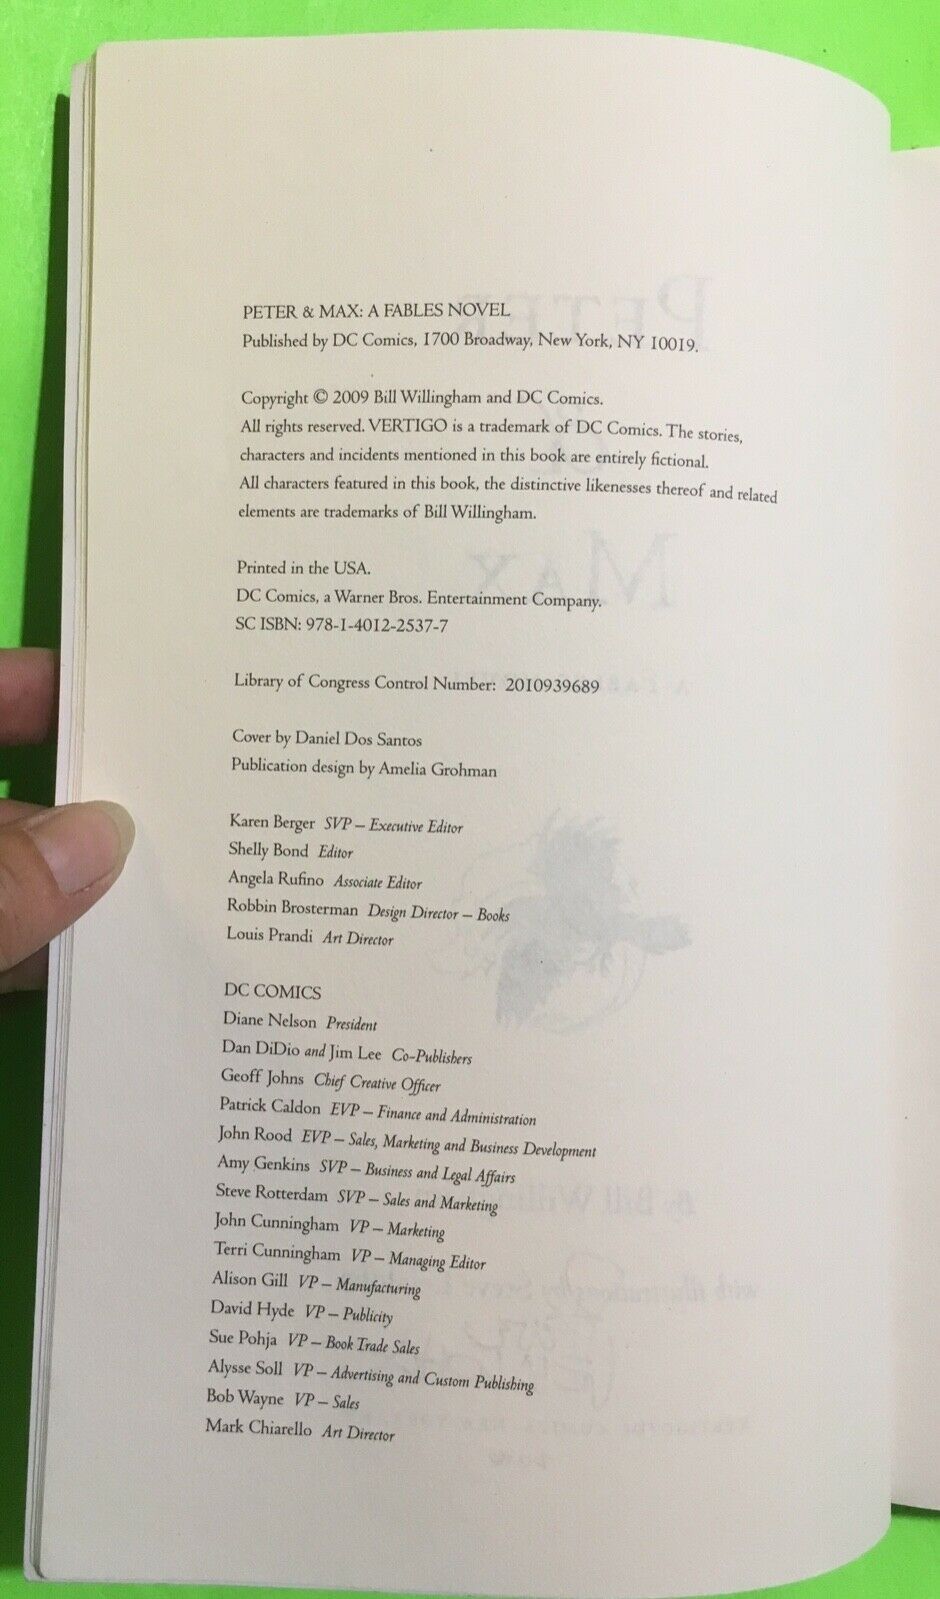 PETER & MAX: A FABLES NOVEL
Published by DC Comics, 1700 Broadway, New York, NY 10019.
Copyright © 2009 Bill Willingham and DC Comics.
All rights reserved. VERTIGO is a trademark of DC Comics. The stories,
characters and incidents mentioned in this book are entirely fictional.
All characters featured in this book, the distinctive likenesses thereof and related
elements are trademarks of Bill Willingham.
Printed in the USA.
DC Comics, a Warner Bros. Entertainment Company.
SC ISBN: 978-1-4012-2537-7
Library of Congress Control Number: 2010939689
Cover by Daniel Dos Santos
Publication design by Amelia Grohman
Karen Berger SVP – Executive Editor
Shelly Bond Editor
Angela Rufino Associate Editor
Robbin Brosterman Design Director – Books
Louis Prandi Art Director
DC COMICS
Diane Nelson President
Dan DiDio and Jim Lee Co-Publishers
Geoff Johns Chief Creative Officer
Patrick Caldon EVP – Finance and Administration
John Rood EVP – Sales, Marketing and Business Development
Amy Genkins SVP – Business and Legal Affairs
Steve Rotterdam SVP – Sales and Marketing
John Cunningham VP – Marketing
Terri Cunningham VP – Managing Editor
Alison Gill VP – Manufacturing
David Hyde VP – Publicity
Sue Pohja VP – Book Trade Sales
Alysse Soll VP – Advertising and Custom Publishing
Bob Wayne VP – Sales
Mark Chiarello Art Director